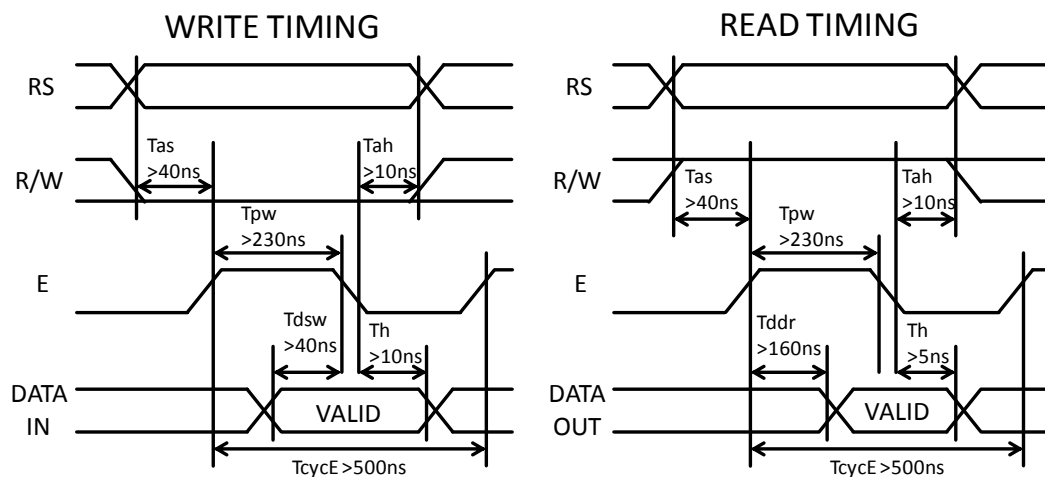 WRITE TIMING
RS
Tas
>40ns
Tah
>10ns
R/W
Tpw
>230ns
E
Tdsw
>40ns
Th
>10ns
DATA
IN
VALID
TcycE >500ns
READ TIMING
RS
R/W
Tas
>40ns
Tah
>10ns
Tpw
>230ns
E
Tddr
>160ns
Th
>5ns
DATA
OUT
VALID
TcycE >500ns